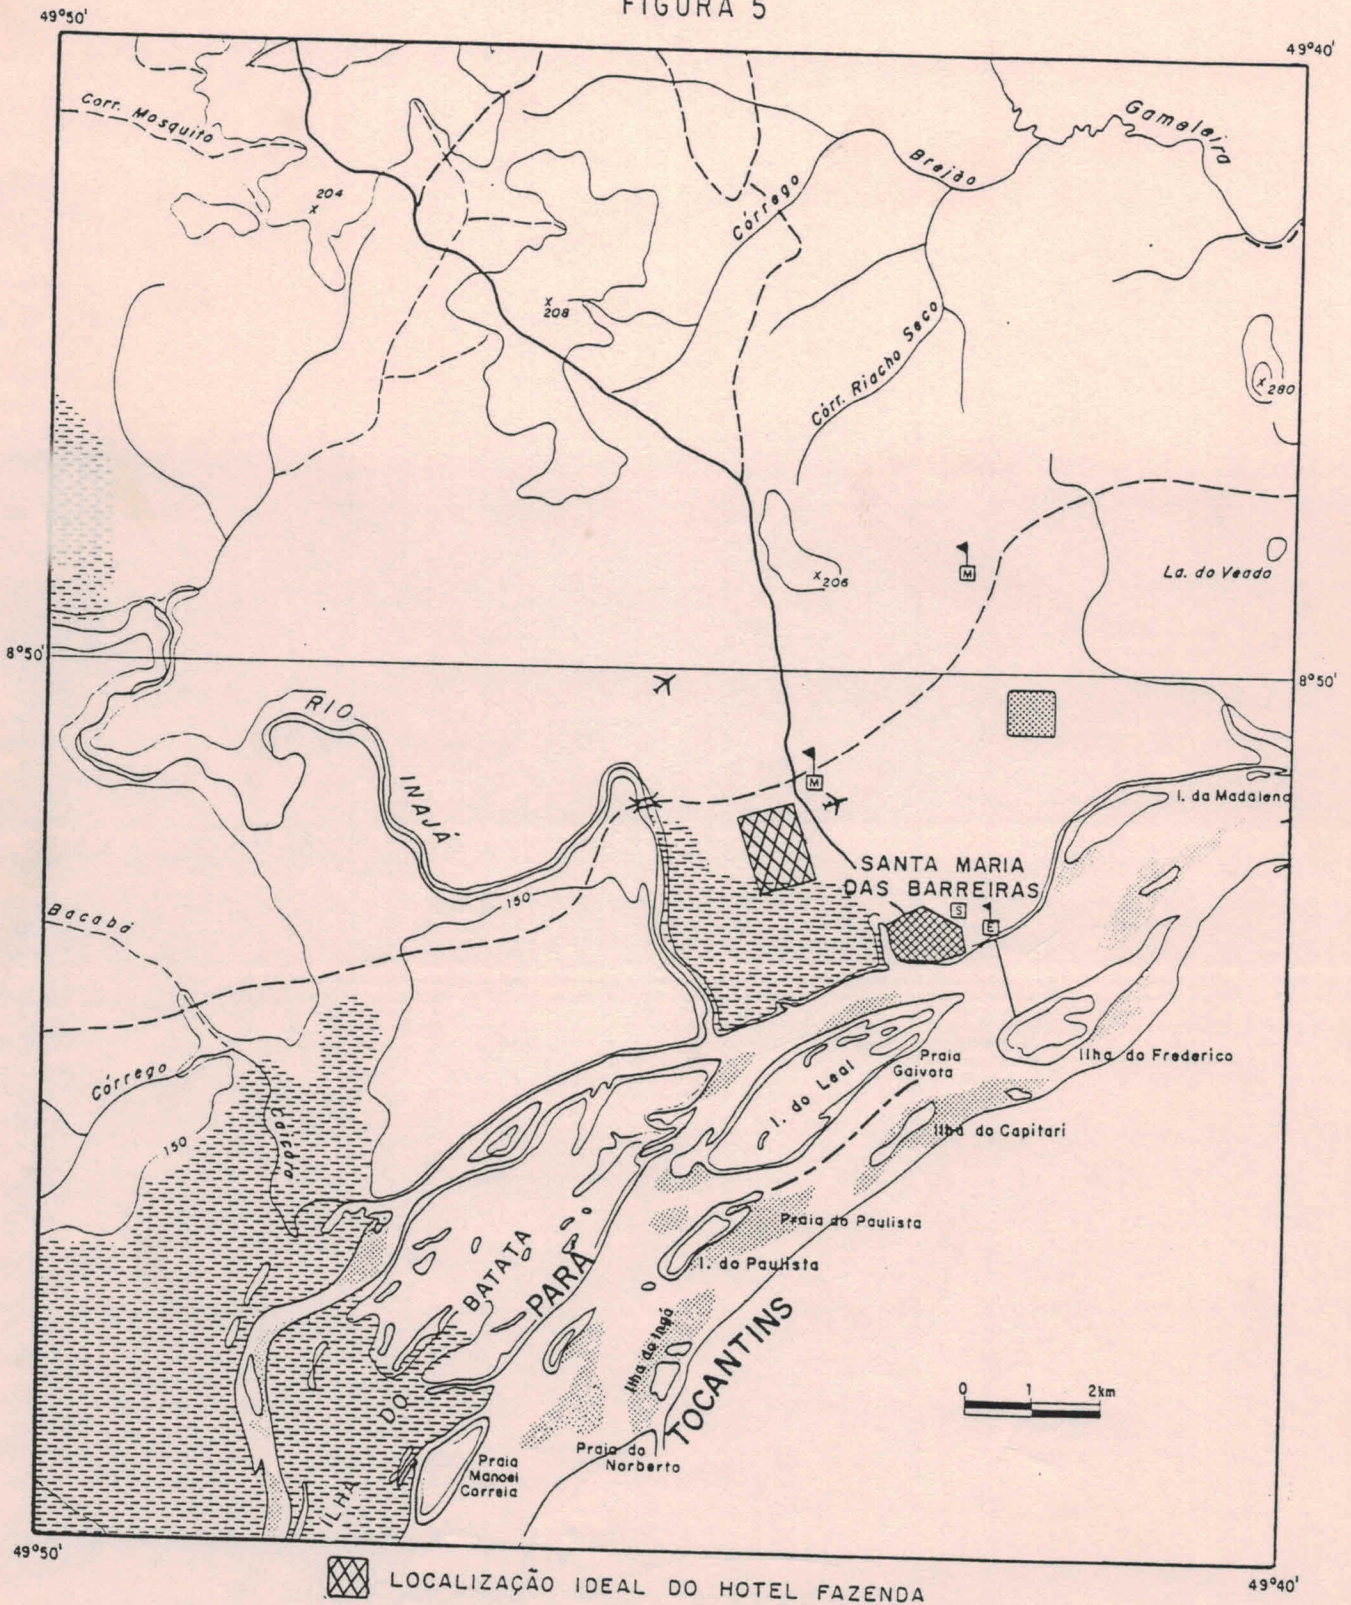 FIGURA 5
49°50'
49°40'
Corr. Mosquito
Gameleira
Brejão
204
x
Córrego
x
208
Córr. Riacho Seco
x 280
x 206
M
La. do Veado
8°50'
8°50'
RIO
INAJÁ
M
I. da Madalena
SANTA MARIA
DAS BARREIRAS
150
S
E
Bacabá
Praia
Gaivota
Ilha do Frederico
I. do Leal
Córrego
Ilha do Capitari
150
Praia do Paulista
I. do Paulista
BATATA
PARÁ
Ilha do Ingá
TOCANTINS
0 1 2km
DO
Praia do
Norberto
Praia
Manoel
Correia
ILHA
49°50'
49°40'
LOCALIZAÇÃO IDEAL DO HOTEL FAZENDA